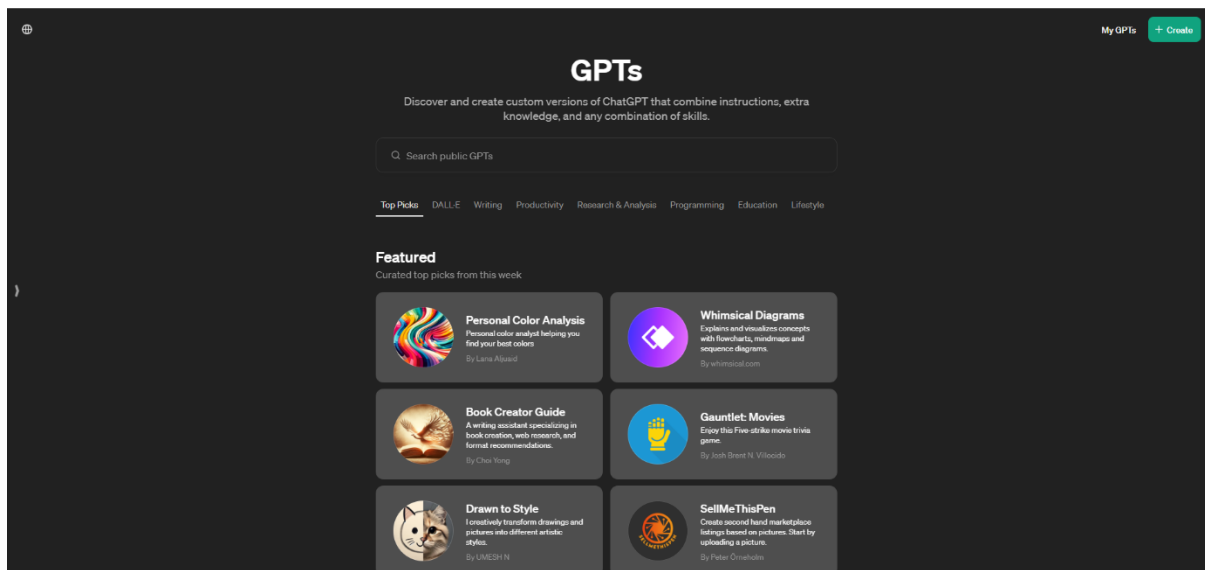 My GPTs
+ Create
GPTs
Discover and create custom versions of ChatGPT that combine instructions, extra
knowledge, and any combination of skills.
Search public GPTs
Top Picks DALL·E Writing Productivity Research & Analysis Programming Education Lifestyle
Featured
Curated top picks from this week
Personal Color Analysis
Personal color analyst helping you
find your best colors
By Lana Aljuaid
Whimsical Diagrams
Explains and visualizes concepts
with flowcharts, mindmaps and
sequence diagrams.
By whimsical.com
Book Creator Guide
A writing assistant specializing in
book creation, web research, and
format recommendations.
By Choi Yong
Gauntlet: Movies
Enjoy this Five-strike movie trivia
game.
By Josh Brent N. Villocido
Drawn to Style
I creatively transform drawings and
pictures into different artistic
styles.
By UMESH N
SellMeThisPen
Create second hand marketplace
listings based on pictures. Start by
uploading a picture.
By Peter Örneholm
SELLMETHISPEN